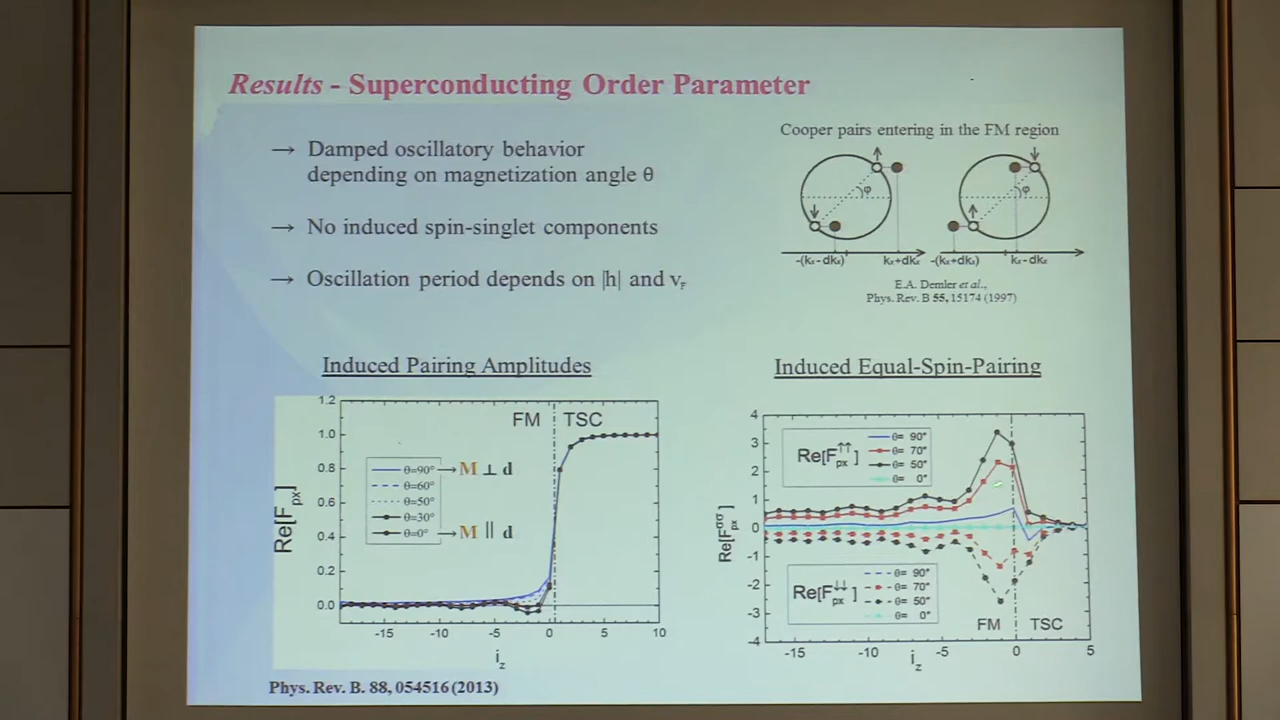 Results - Superconducting Order Parameter
→ Damped oscillatory behavior
depending on magnetization angle θ
→ No induced spin-singlet components
→ Oscillation period depends on |h| and vF
Cooper pairs entering in the FM region
φ φ
-(kx-dkx) kx+dkx -(kx+dkx) kx-dkx
E.A. Demler et al.,
Phys. Rev. B 55, 15174 (1997)
Induced Pairing Amplitudes
1.2
1.0
0.8
0.6
0.4
0.2
0.0
Re[Fpx]
FM TSC
θ=90° → M ⊥ d
θ=60°
θ=50°
θ=30°
θ=0° → M || d
-15 -10 -5 0 5 10
iz
Induced Equal-Spin-Pairing
4
3
2
1
0
-1
-2
-3
-4
Re[Fpxσσ]
Re[Fpx↑↑]
θ= 90°
θ= 70°
θ= 50°
θ= 0°
Re[Fpx↓↓]
θ= 90°
θ= 70°
θ= 50°
θ= 0°
FM TSC
-15 -10 -5 0 5
iz
Phys. Rev. B. 88, 054516 (2013)